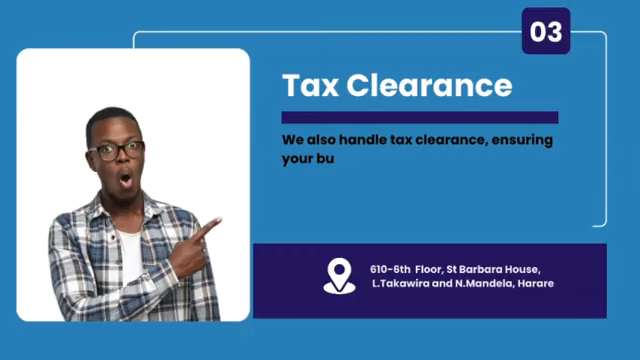 03
Tax Clearance
We also handle tax clearance, ensuring
your bu
610-6th Floor, St Barbara House,
L.Takawira and N.Mandela, Harare